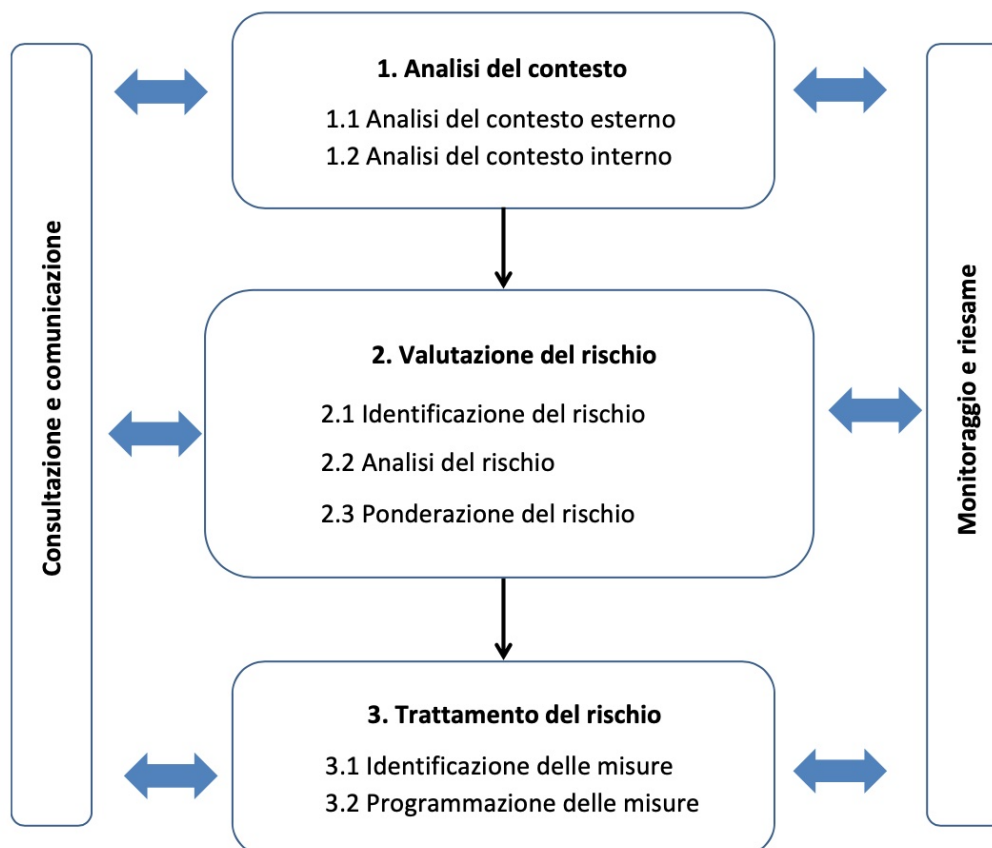 Consultazione e comunicazione
1. Analisi del contesto
1.1 Analisi del contesto esterno
1.2 Analisi del contesto interno
2. Valutazione del rischio
2.1 Identificazione del rischio
2.2 Analisi del rischio
2.3 Ponderazione del rischio
3. Trattamento del rischio
3.1 Identificazione delle misure
3.2 Programmazione delle misure
Monitoraggio e riesame